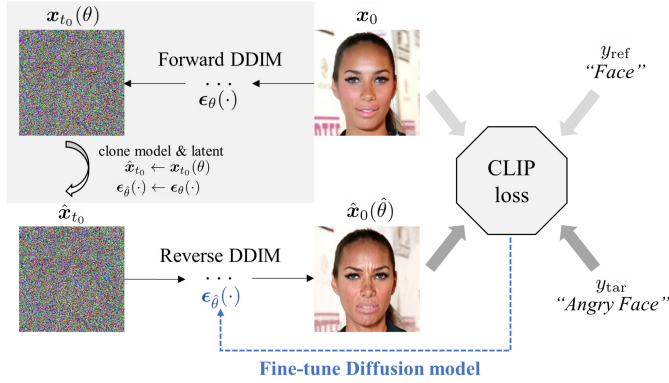 𝒙_{t_0}(θ)
𝒙_0
Forward DDIM
. . .
𝝐_θ(·)
y_ref
“Face”
clone model & latent
𝒙̂_{t_0} ← 𝒙_{t_0}(θ)
𝝐_θ̂(·) ← 𝝐_θ(·)
CLIP
loss
𝒙̂_{t_0}
𝒙̂_0(θ̂)
Reverse DDIM
. . .
𝝐_θ̂(·)
y_tar
“Angry Face”
Fine-tune Diffusion model